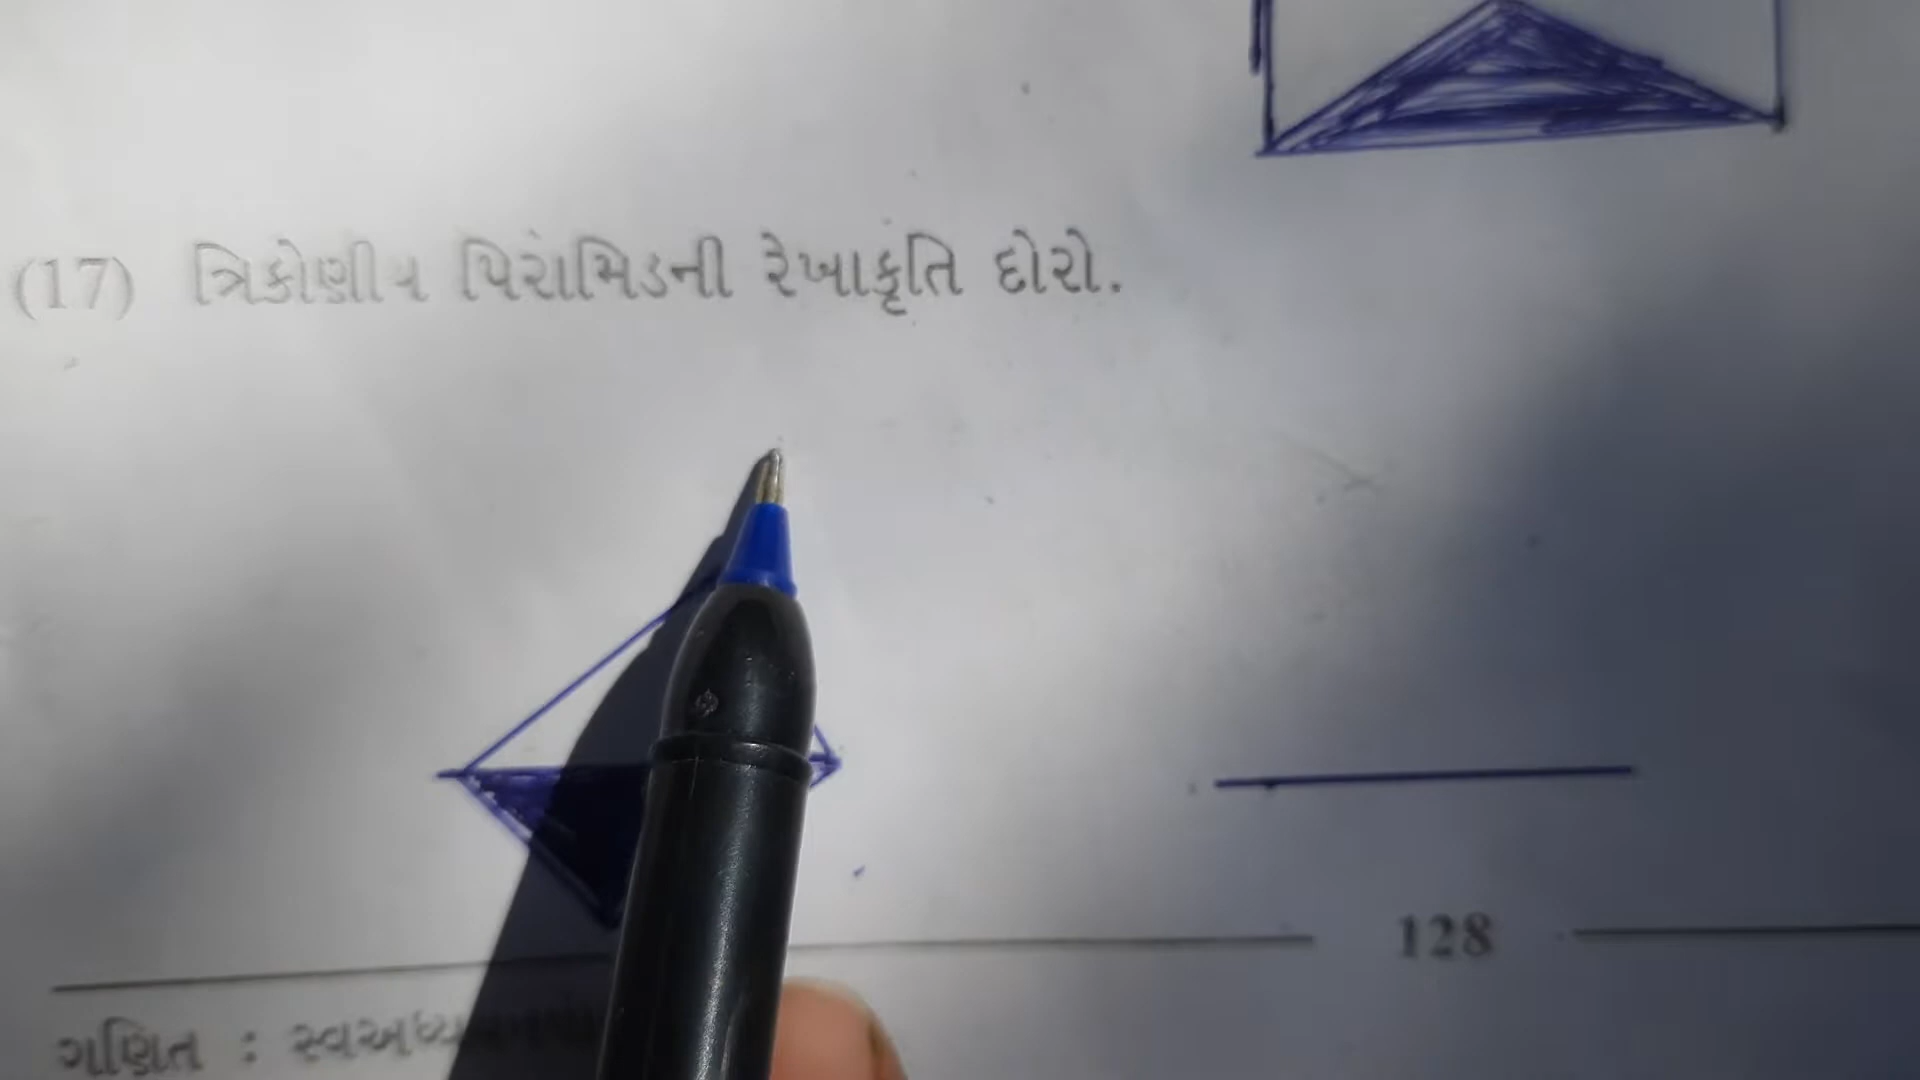 (17) ત્રિકોણીય પિરામિડની રેખાકૃતિ દોરો.
128
ગણિત :